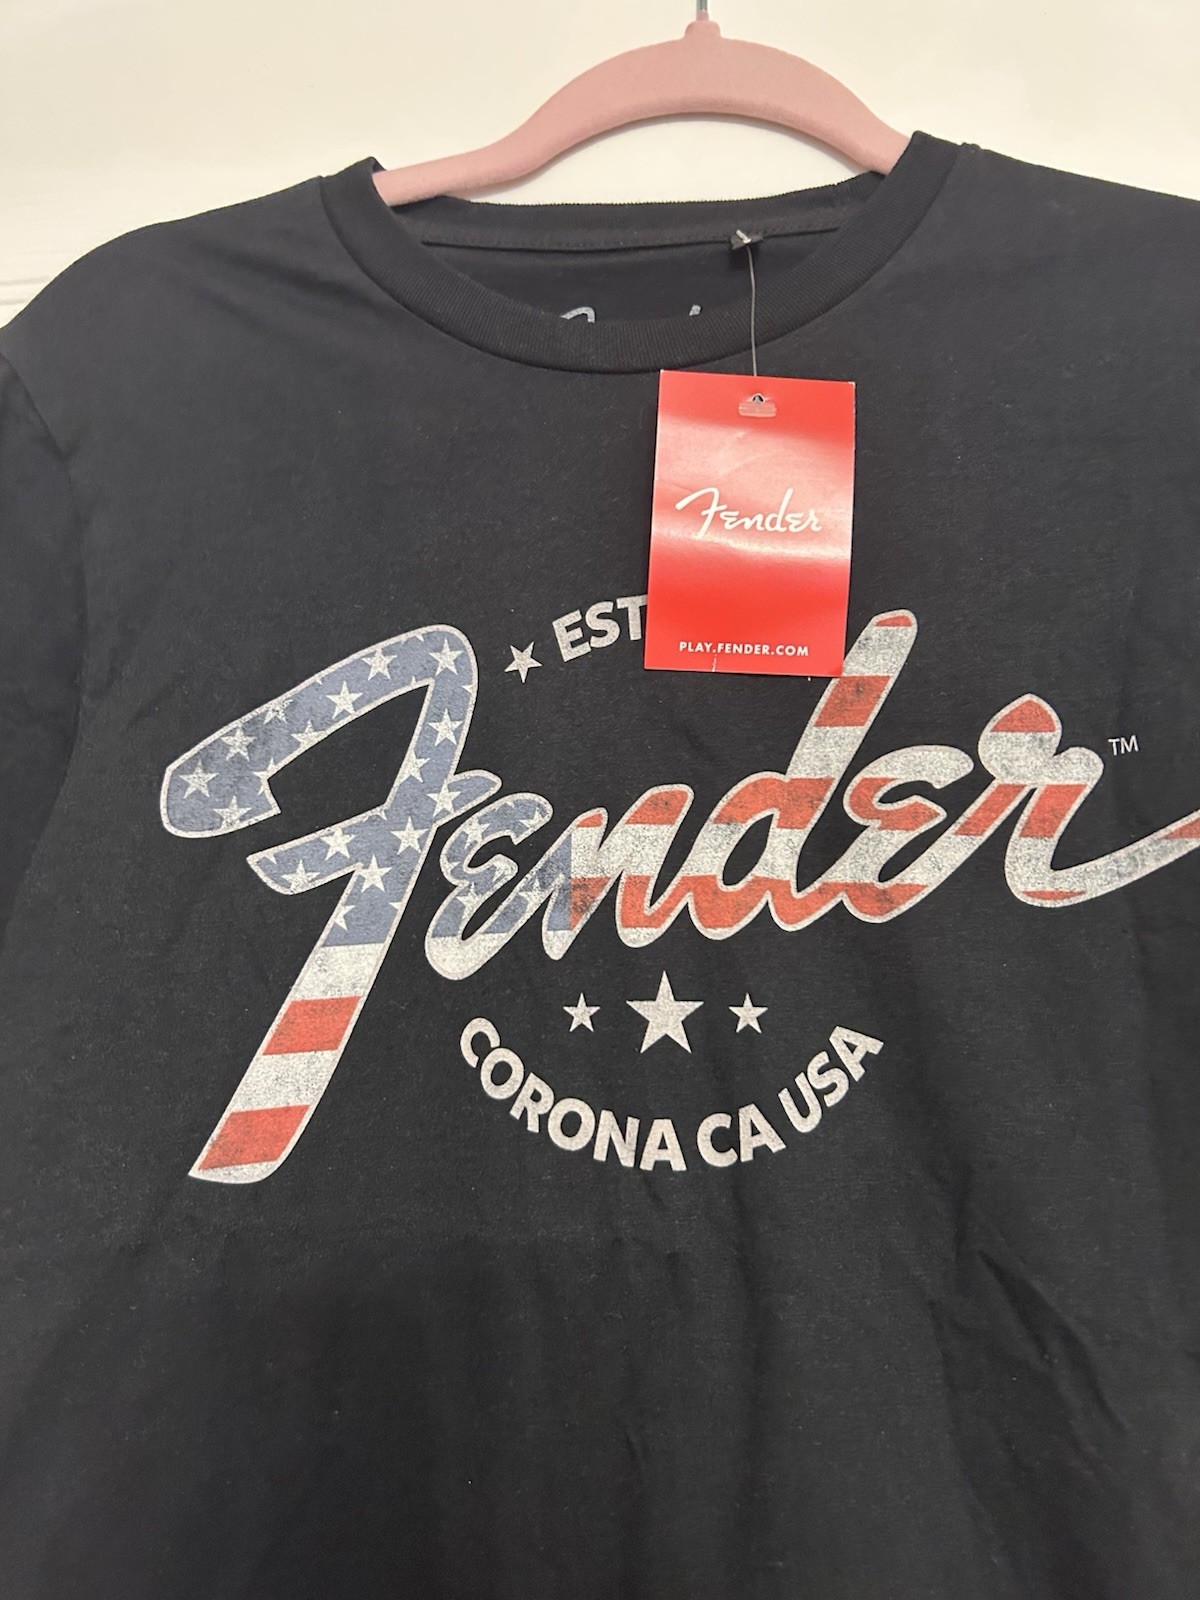 Fender
PLAY.FENDER.COM
EST
Fender™
CORONA CA USA